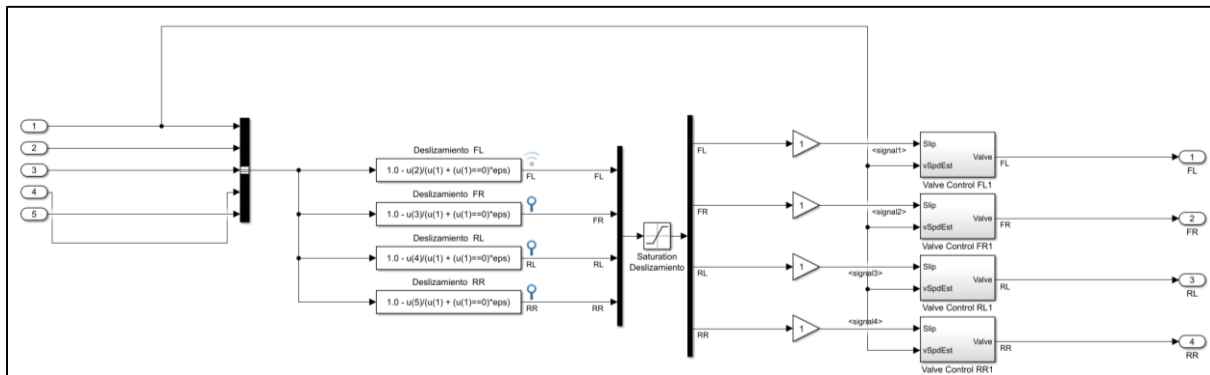 1
2
3
4
5
Deslizamiento FL
1.0 - u(2)/(u(1) + (u(1)==0)*eps)
FL
FL
Deslizamiento FR
1.0 - u(3)/(u(1) + (u(1)==0)*eps)
FR
FR
Deslizamiento RL
1.0 - u(4)/(u(1) + (u(1)==0)*eps)
RL
RL
Deslizamiento RR
1.0 - u(5)/(u(1) + (u(1)==0)*eps)
RR
RR
Saturation
Deslizamiento
FL
1
<signal1>
Slip
vSpdEst
Valve
Valve Control FL1
FL
1
FL
FR
1
<signal2>
Slip
vSpdEst
Valve
Valve Control FR1
FR
2
FR
RL
1
<signal3>
Slip
vSpdEst
Valve
Valve Control RL1
RL
3
RL
RR
1
<signal4>
Slip
vSpdEst
Valve
Valve Control RR1
RR
4
RR